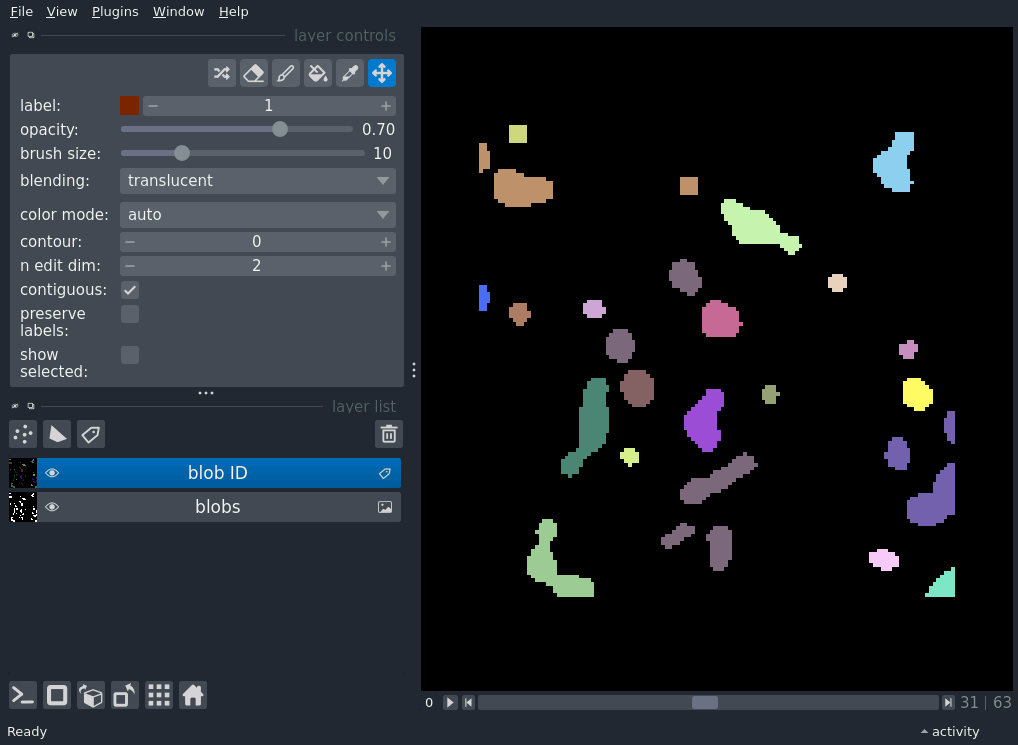 File View Plugins Window Help
layer controls
label: 1
opacity: 0.70
brush size: 10
blending: translucent
color mode: auto
contour: 0
n edit dim: 2
contiguous:
preserve
labels:
show
selected:
layer list
blob ID
blobs
0 31 | 63
Ready activity